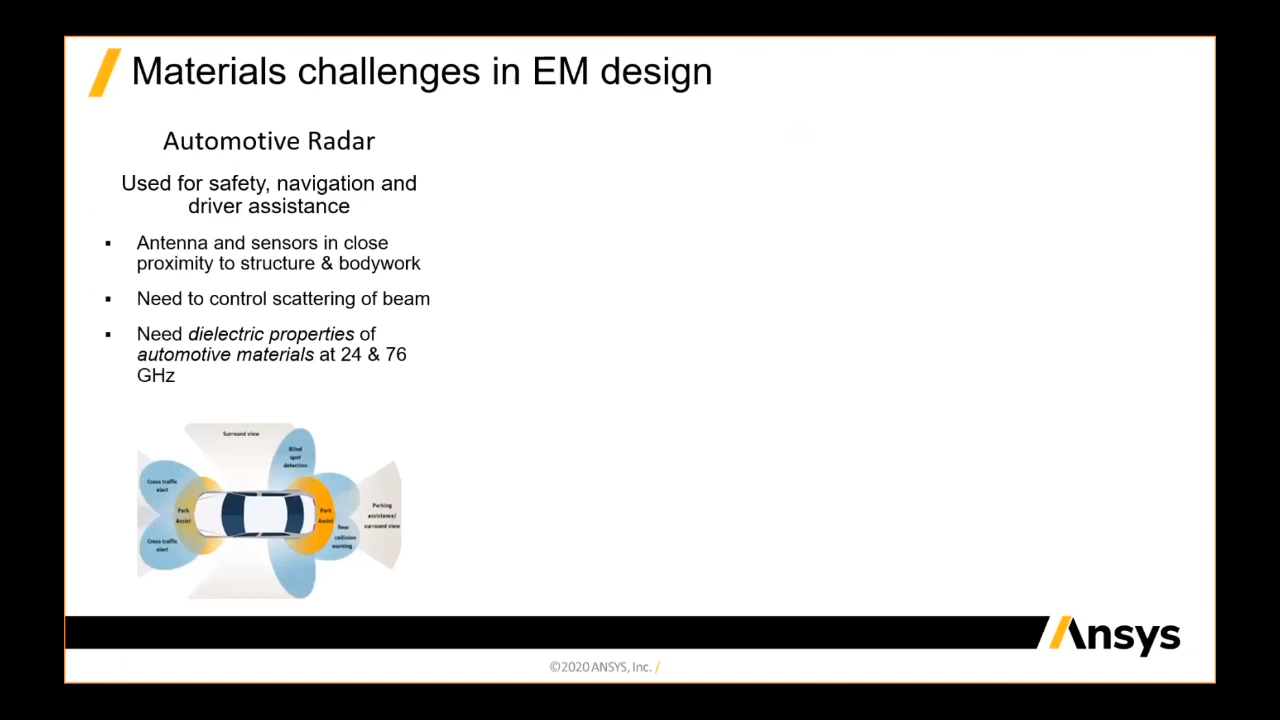 Materials challenges in EM design
Automotive Radar
Used for safety, navigation and
driver assistance
▪ Antenna and sensors in close
proximity to structure & bodywork
▪ Need to control scattering of beam
▪ Need dielectric properties of
automotive materials at 24 & 76
GHz
Surround view
Blind
spot
detection
Cross traffic
alert
Park
Assist
Cross traffic
alert
Park
Assist
Rear
collision
warning
Parking
assistance/
surround view
Ansys
©2020 ANSYS, Inc. /